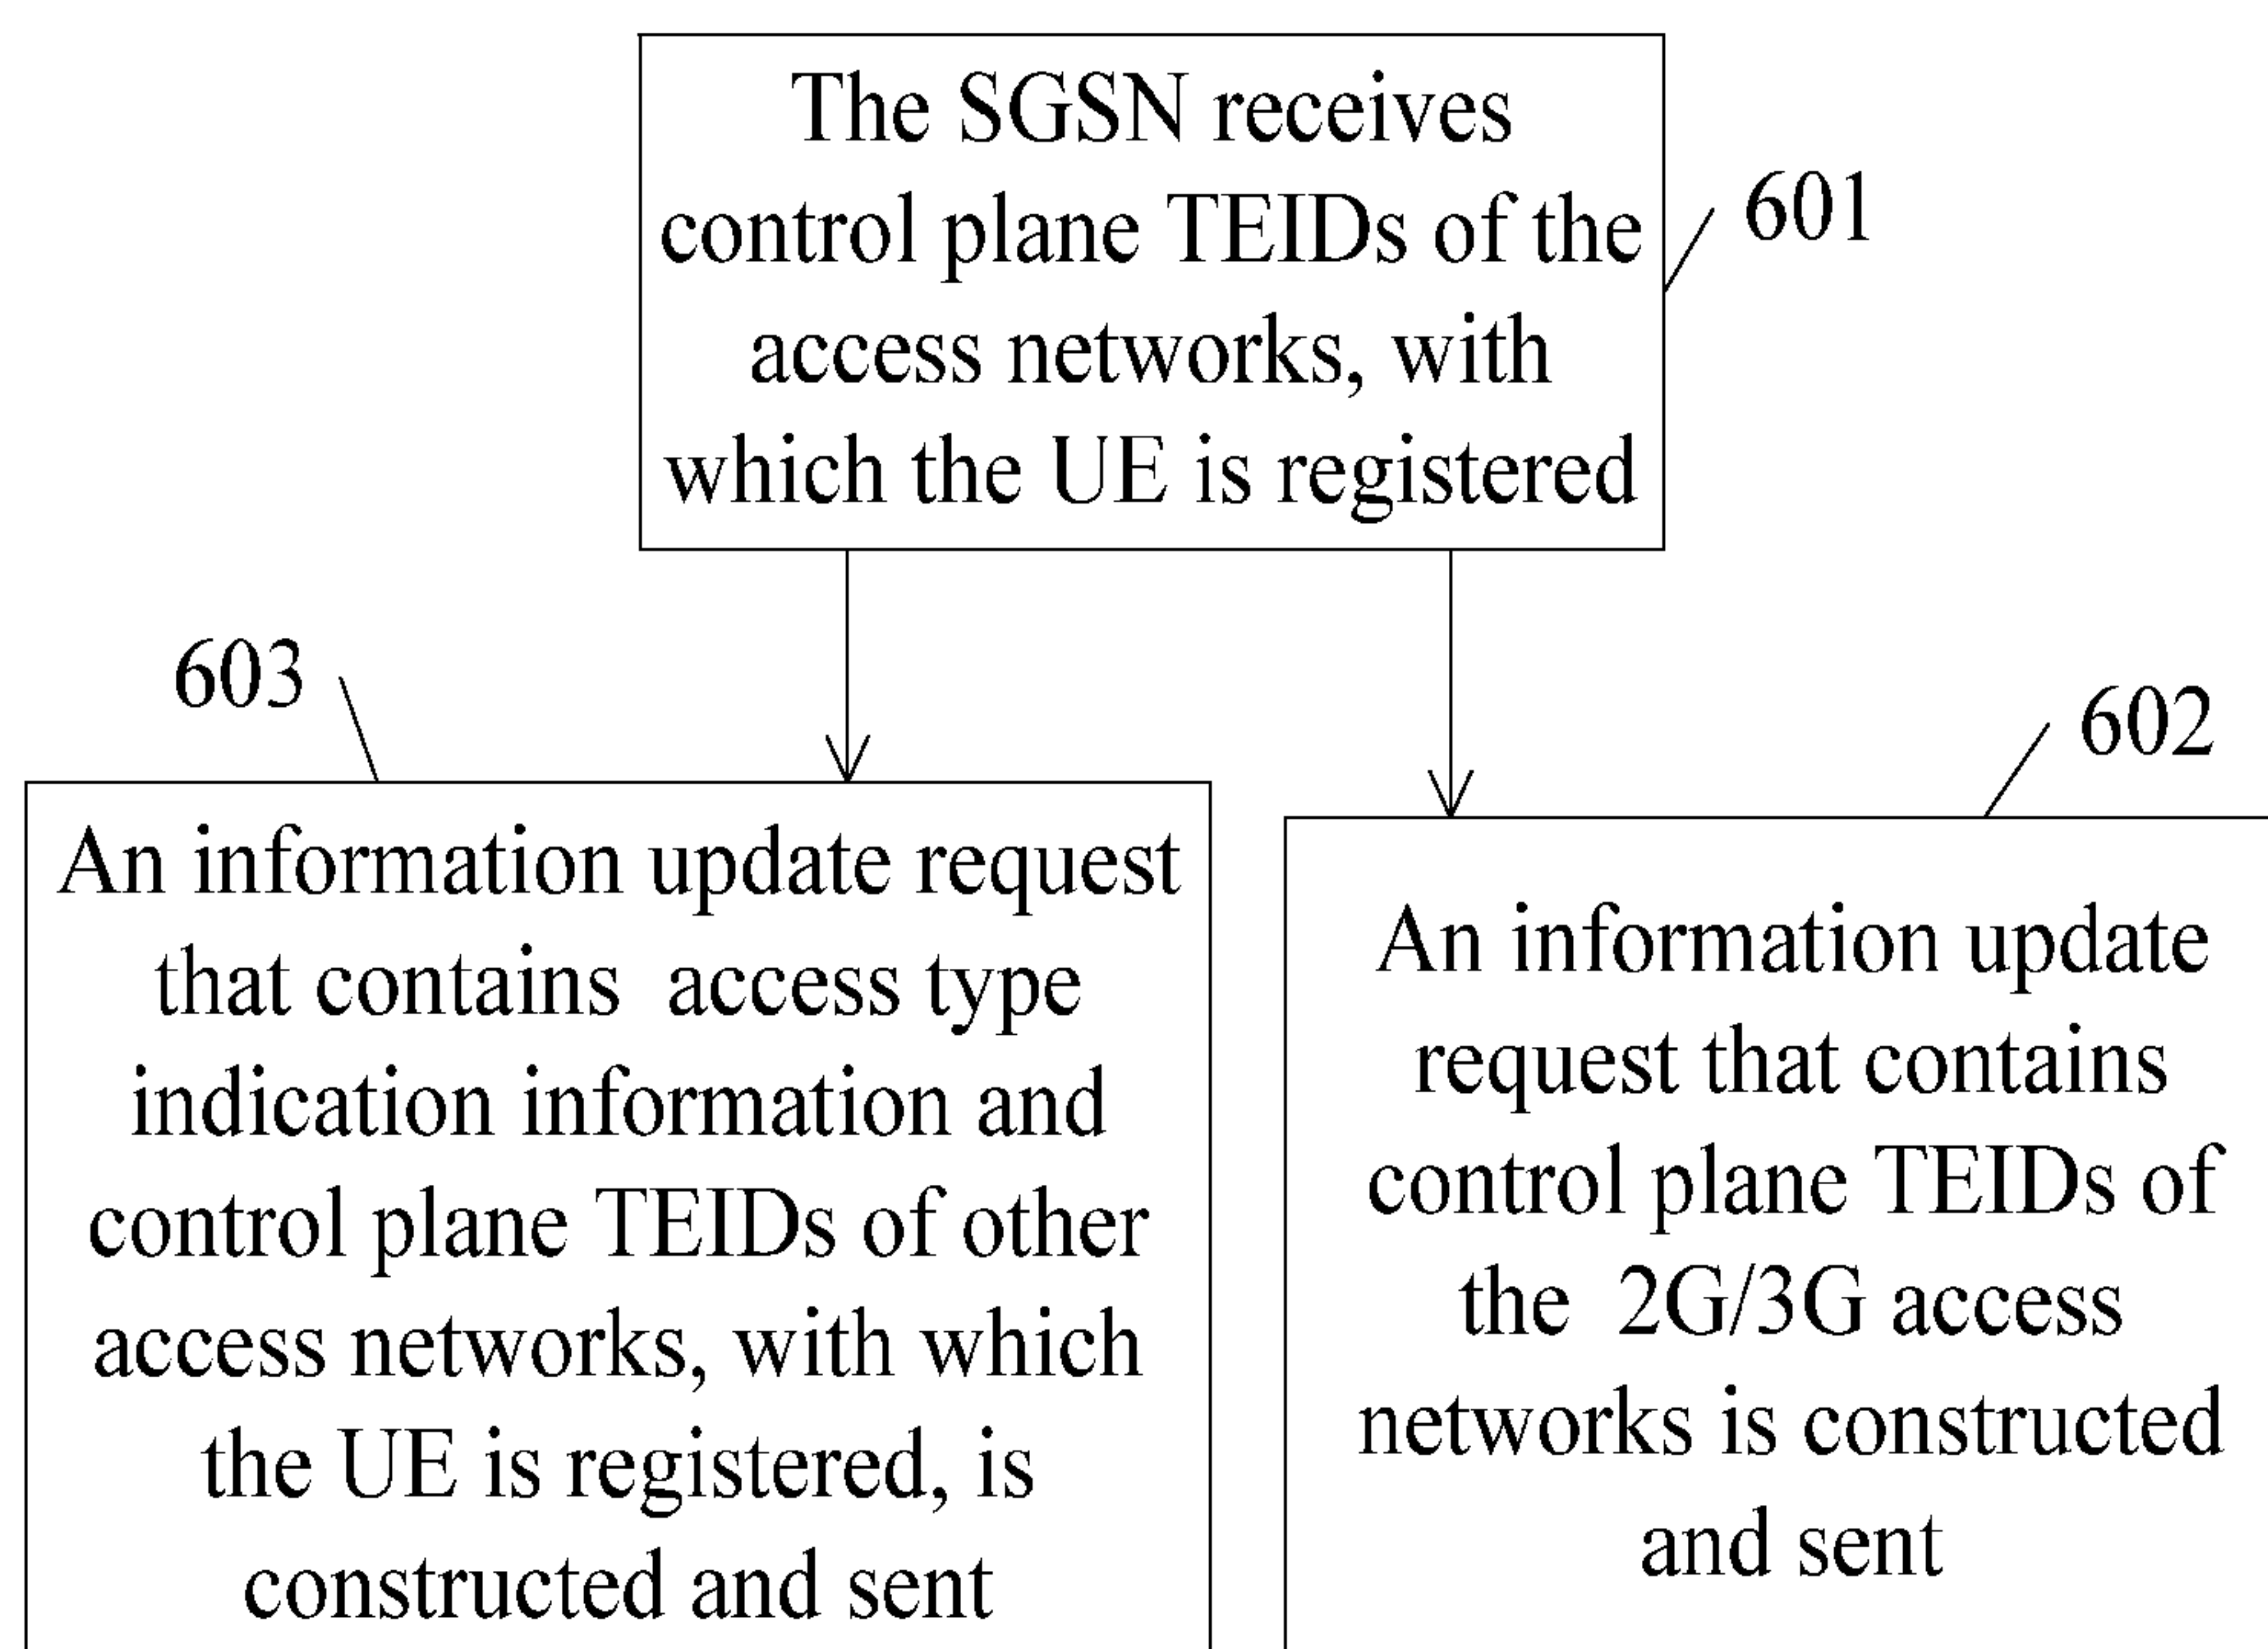 The SGSN receives
control plane TEIDs of the
access networks, with
which the UE is registered
601
603
An information update request
that contains access type
indication information and
control plane TEIDs of other
access networks, with which
the UE is registered, is
constructed and sent
602
An information update
request that contains
control plane TEIDs of
the 2G/3G access
networks is constructed
and sent